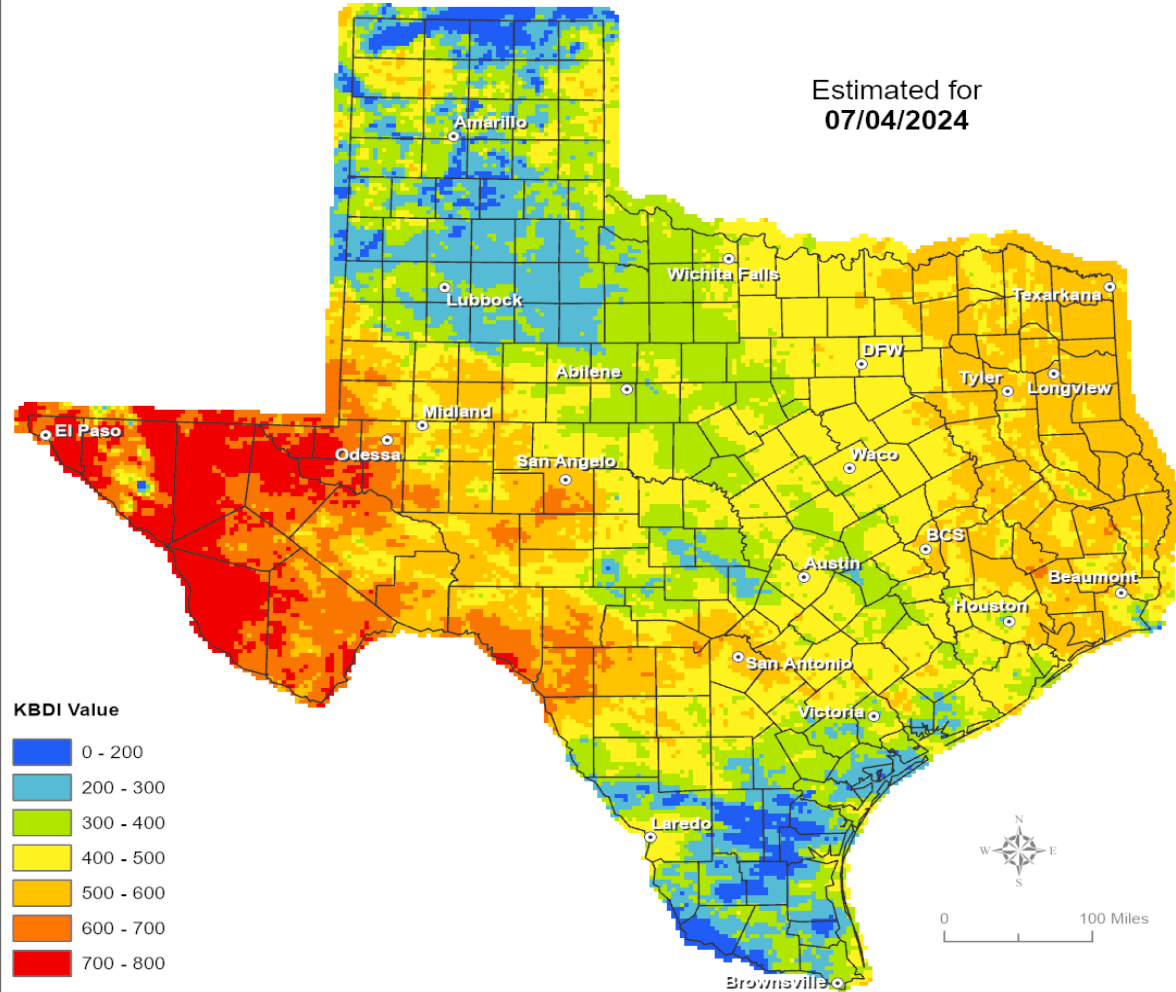 Estimated for
07/04/2024
Amarillo
Wichita Falls
Lubbock
Texarkana
DFW
Abilene
Tyler
Longview
Midland
El Paso
Odessa
San Angelo
Waco
BCS
Austin
Beaumont
Houston
San Antonio
Victoria
Laredo
Brownsville
KBDI Value
0 - 200
200 - 300
300 - 400
400 - 500
500 - 600
600 - 700
700 - 800
N
W E
S
0 100 Miles